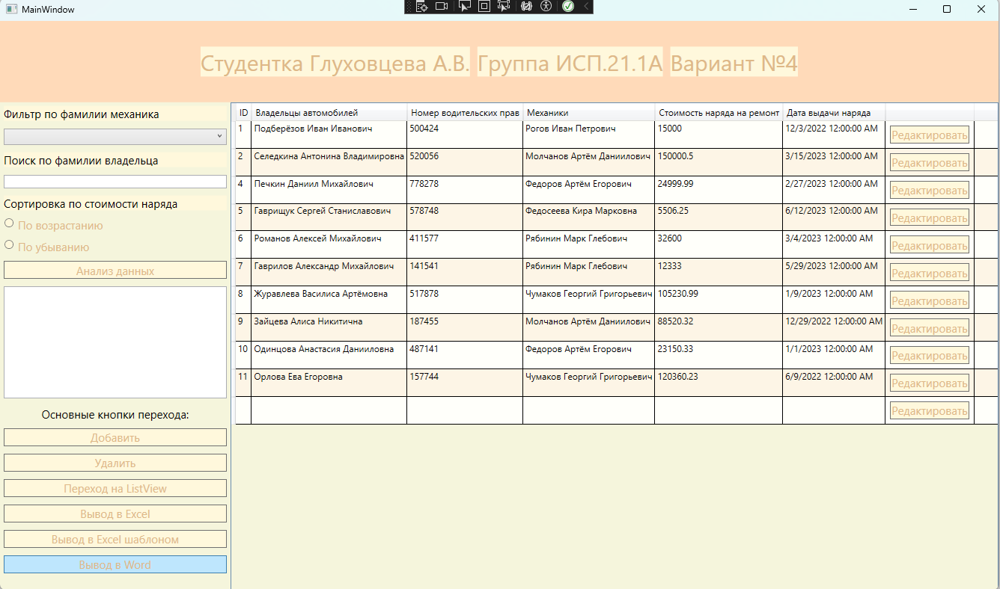 MainWindow
Студентка Глуховцева А.В. Группа ИСП.21.1А Вариант №4
Фильтр по фамилии механика
Поиск по фамилии владельца
Сортировка по стоимости наряда
По возрастанию
По убыванию
Анализ данных
Основные кнопки перехода:
Добавить
Удалить
Переход на ListView
Вывод в Excel
Вывод в Excel шаблоном
Вывод в Word
ID Владельцы автомобилей Номер водительских прав Механики Стоимость наряда на ремонт Дата выдачи наряда
1 Подберёзов Иван Иванович 500424 Рогов Иван Петрович 15000 12/3/2022 12:00:00 AM Редактировать
2 Селедкина Антонина Владимировна 520056 Молчанов Артём Даниилович 150000.5 3/15/2023 12:00:00 AM Редактировать
4 Печкин Даниил Михайлович 778278 Федоров Артём Егорович 24999.99 2/27/2023 12:00:00 AM Редактировать
5 Гаврищук Сергей Станиславович 578748 Федосеева Кира Марковна 5506.25 6/12/2023 12:00:00 AM Редактировать
6 Романов Алексей Михайлович 411577 Рябинин Марк Глебович 32600 3/4/2023 12:00:00 AM Редактировать
7 Гаврилов Александр Михайлович 141541 Рябинин Марк Глебович 12333 5/29/2023 12:00:00 AM Редактировать
8 Журавлева Василиса Артёмовна 517878 Чумаков Георгий Григорьевич 105230.99 1/9/2023 12:00:00 AM Редактировать
9 Зайцева Алиса Никитична 187455 Молчанов Артём Даниилович 88520.32 12/29/2022 12:00:00 AM Редактировать
10 Одинцова Анастасия Данииловна 487141 Федоров Артём Егорович 23150.33 1/1/2023 12:00:00 AM Редактировать
11 Орлова Ева Егоровна 157744 Чумаков Георгий Григорьевич 120360.23 6/9/2022 12:00:00 AM Редактировать
Редактировать